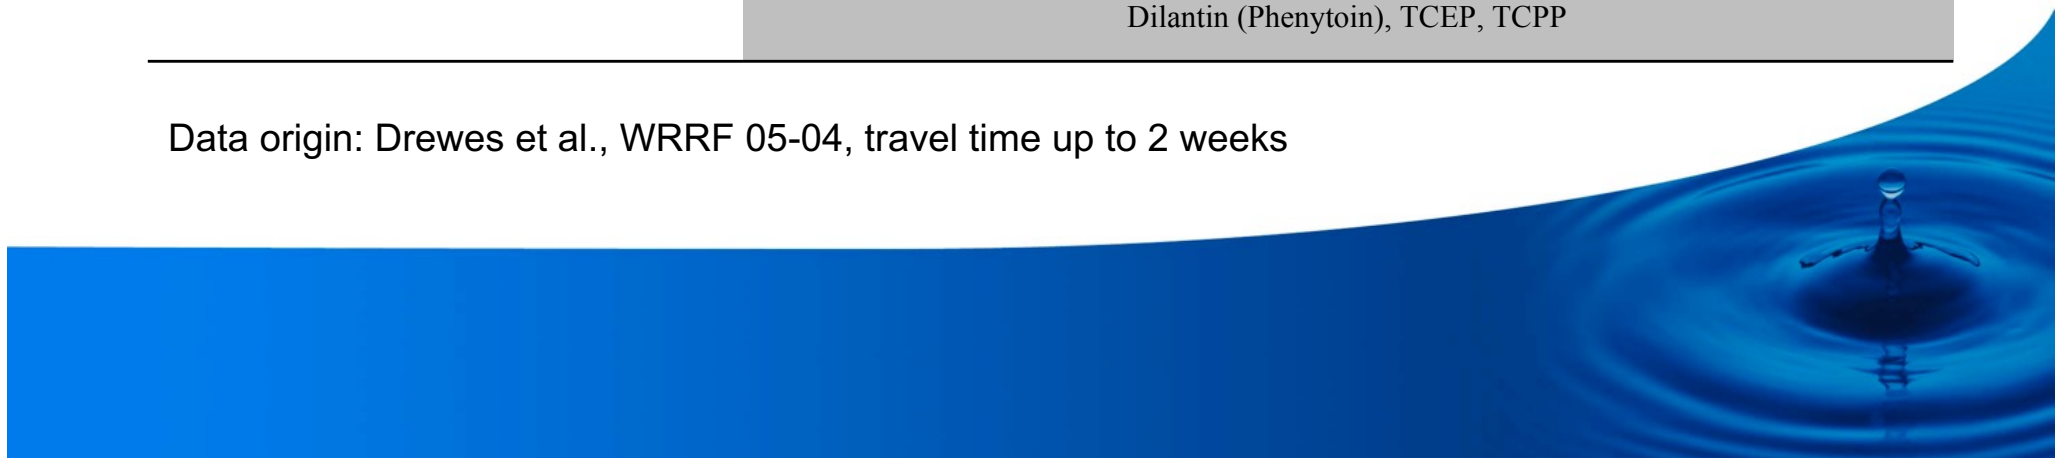 Dilantin (Phenytoin), TCEP, TCPP
Data origin: Drewes et al., WRRF 05-04, travel time up to 2 weeks